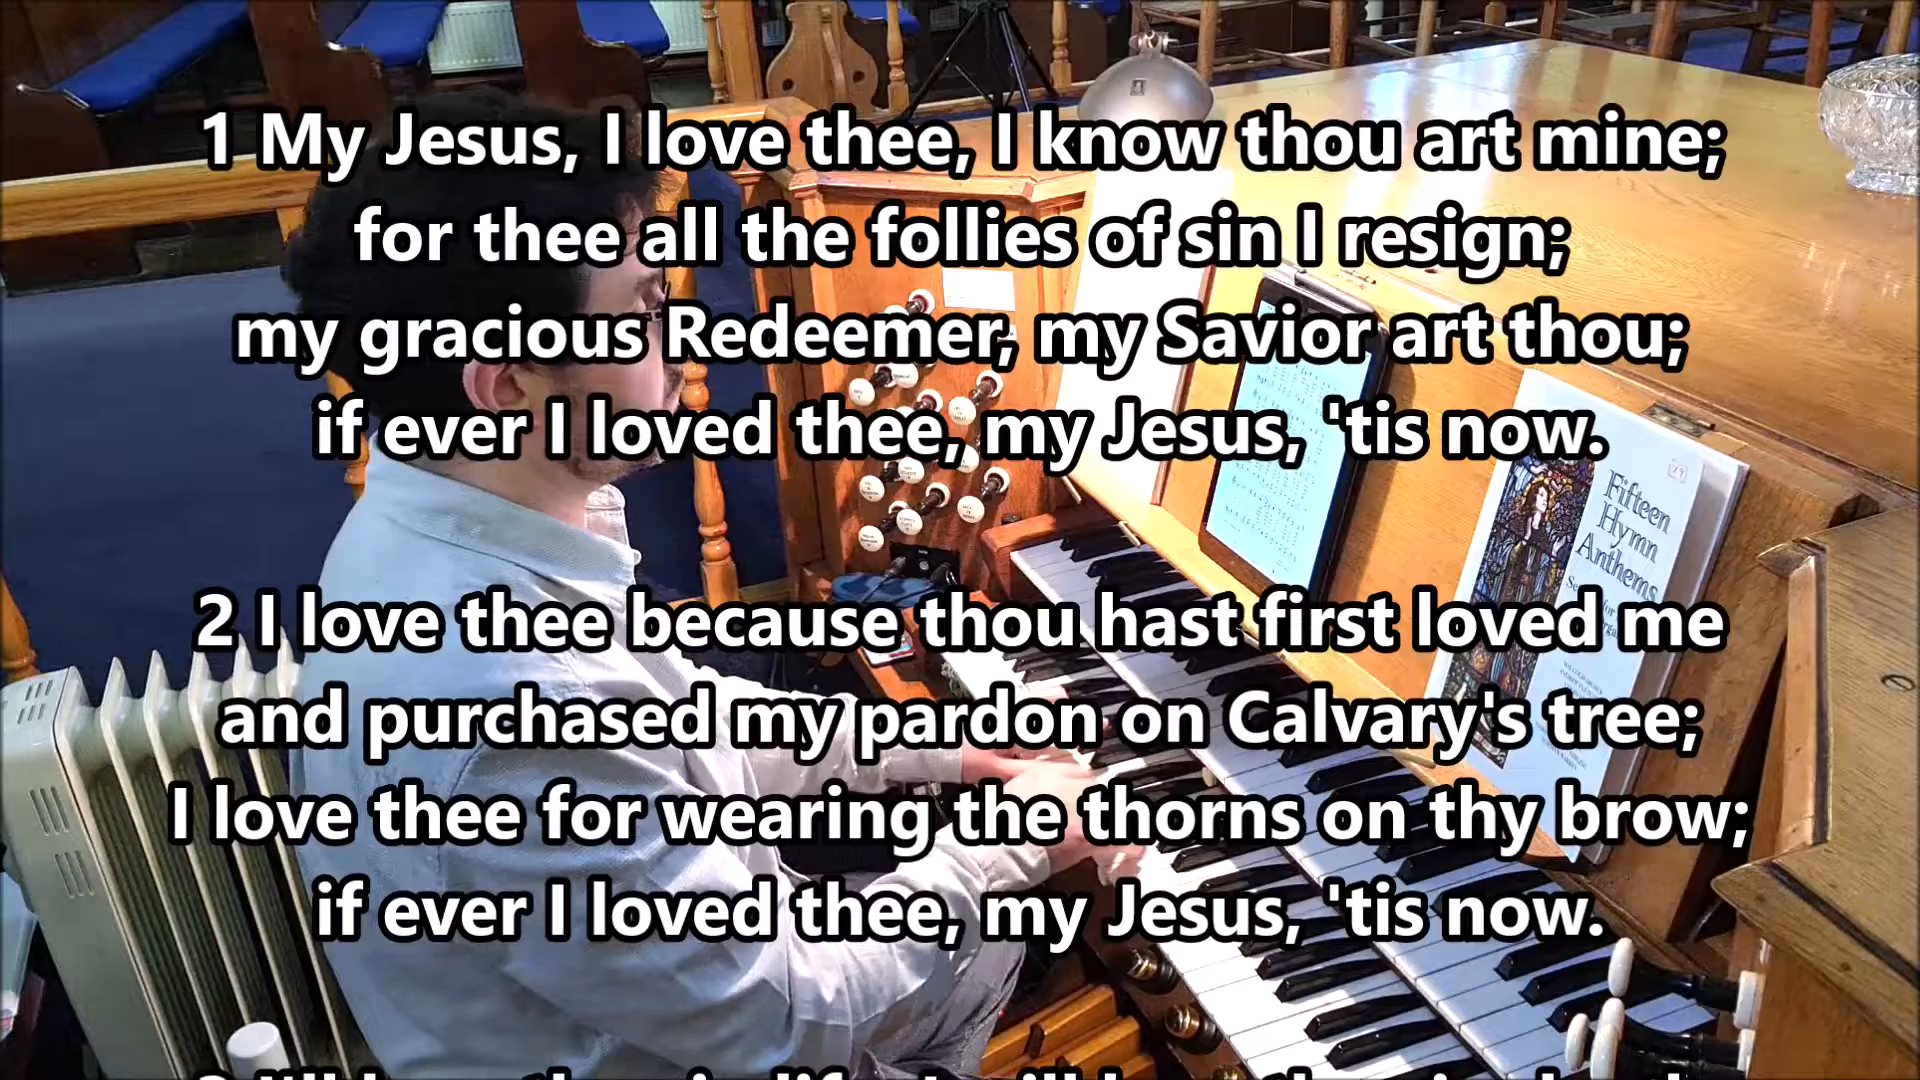 1 My Jesus, I love thee, I know thou art mine;
for thee all the follies of sin I resign;
my gracious Redeemer, my Savior art thou;
if ever I loved thee, my Jesus, 'tis now.
2 I love thee because thou hast first loved me
and purchased my pardon on Calvary's tree;
I love thee for wearing the thorns on thy brow;
if ever I loved thee, my Jesus, 'tis now.
Fifteen
Hymn
Anthems